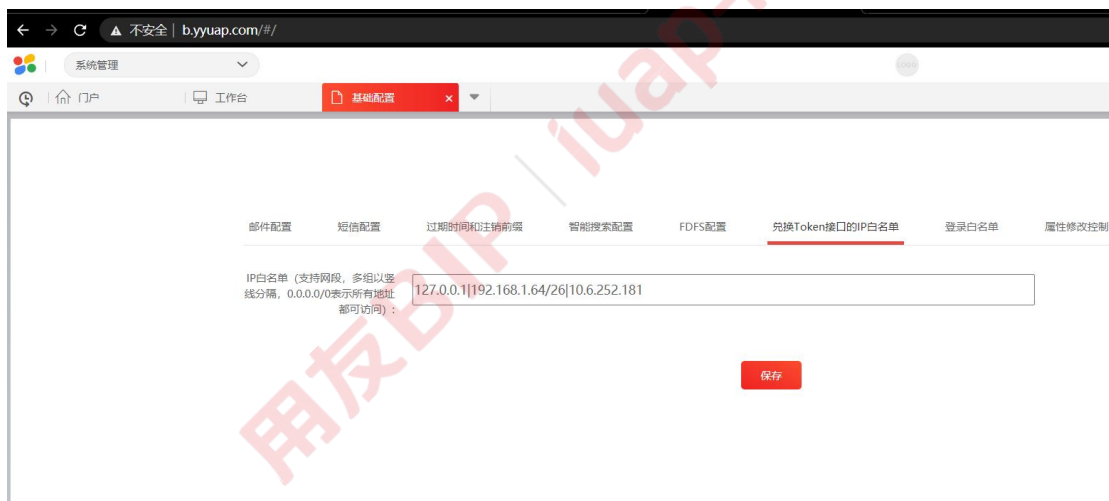 不安全 | b.yyuap.com/#/
系统管理
门户
工作台
基础配置
邮件配置
短信配置
过期时间和注销前缀
智能搜索配置
FDFS配置
兑换Token接口的IP白名单
登录白名单
属性修改控制
IP白名单（支持网段，多组以竖
线分隔，0.0.0.0/0表示所有地址
都可访问）：
127.0.0.1|192.168.1.64/26|10.6.252.181
保存
用友BIP | iuap